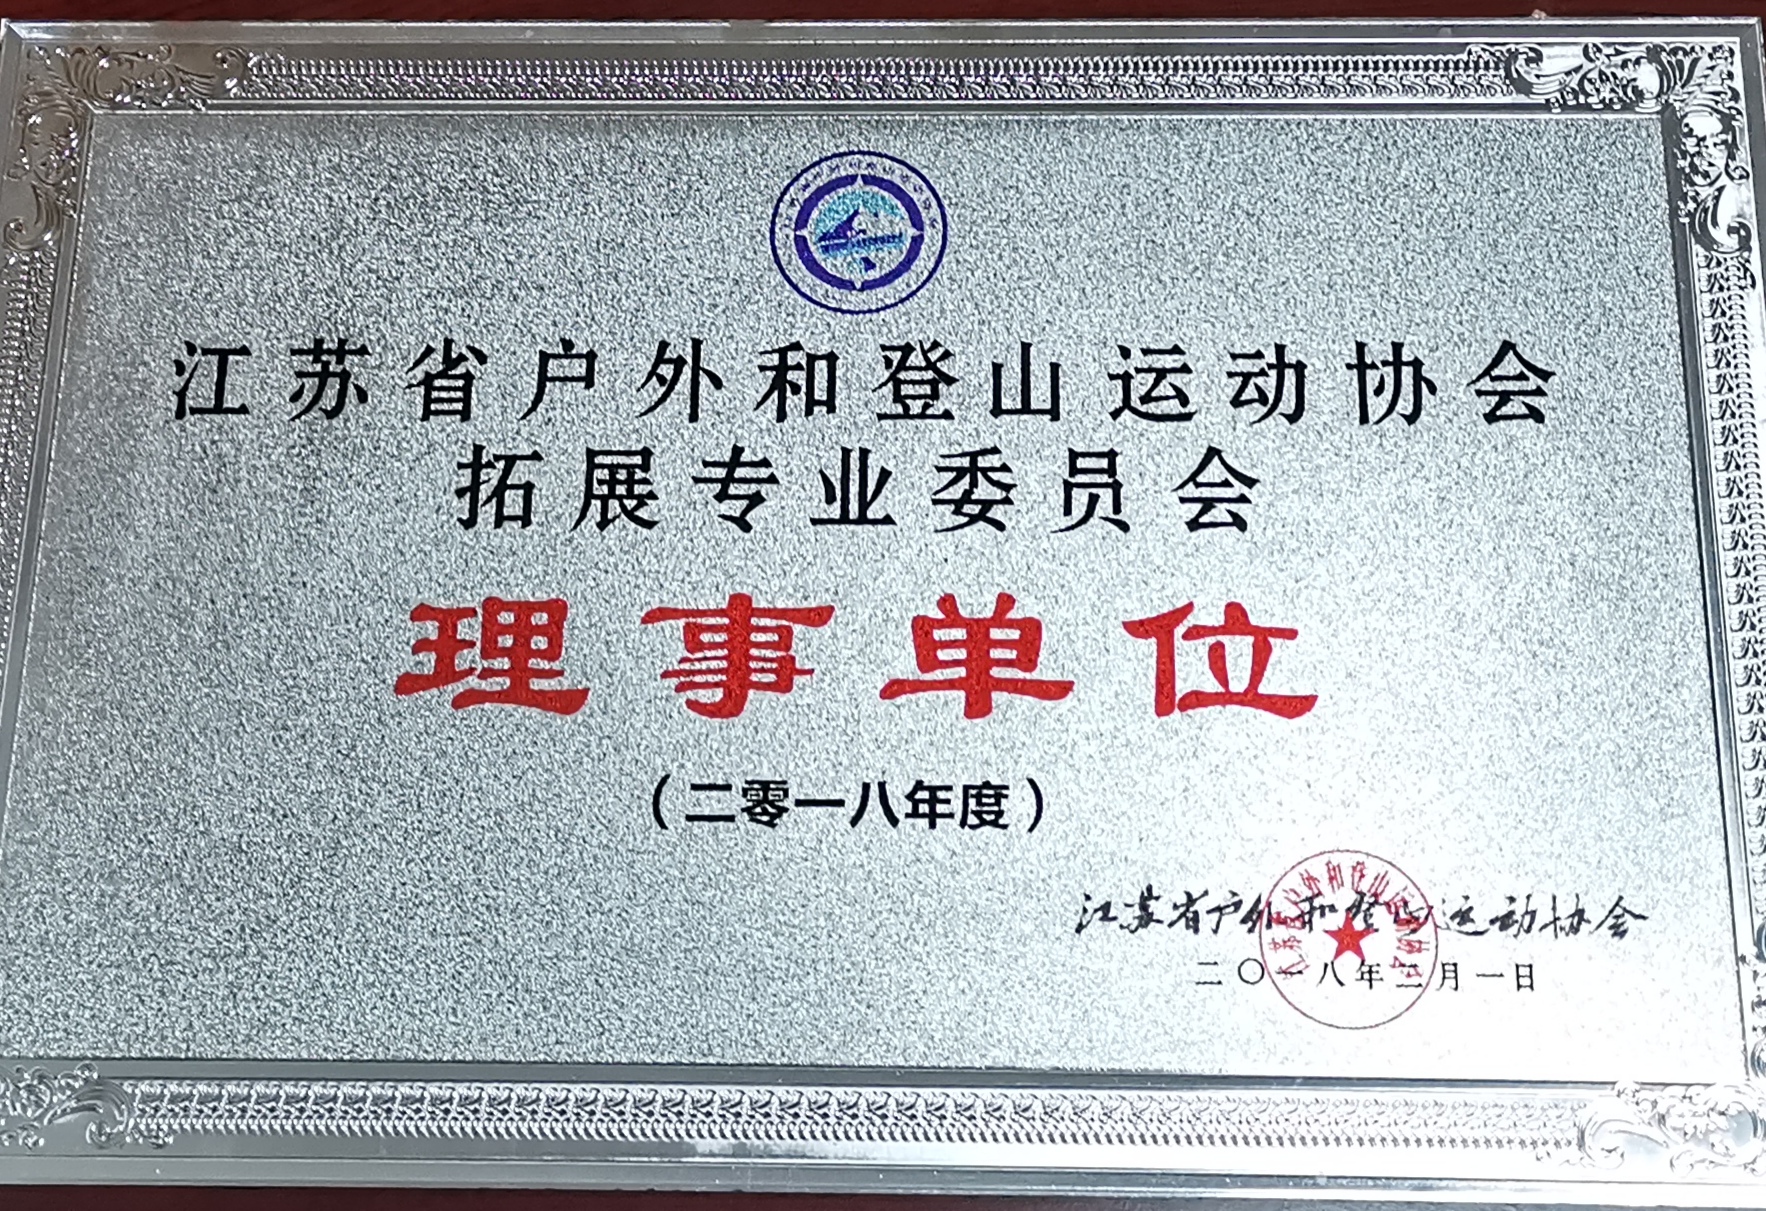 江苏省户外和登山运动协会
拓展专业委员会
理事单位
（二零一八年度）
江苏省户外和登山运动协会
二〇一八年二月一日